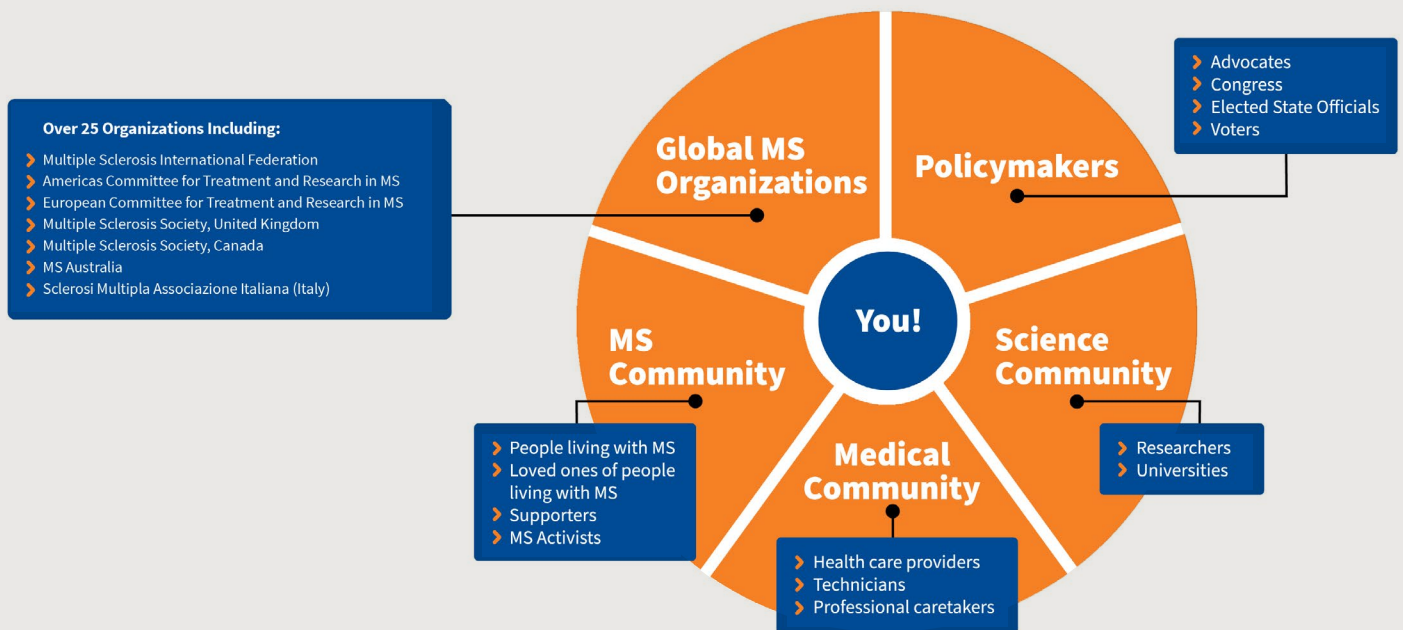 Over 25 Organizations Including:
Multiple Sclerosis International Federation
Americas Committee for Treatment and Research in MS
European Committee for Treatment and Research in MS
Multiple Sclerosis Society, United Kingdom
Multiple Sclerosis Society, Canada
MS Australia
Sclerosi Multipla Associazione Italiana (Italy)
Global MS
Organizations
Policymakers
Advocates
Congress
Elected State Officials
Voters
You!
MS
Community
People living with MS
Loved ones of people
living with MS
Supporters
MS Activists
Medical
Community
Health care providers
Technicians
Professional caretakers
Science
Community
Researchers
Universities